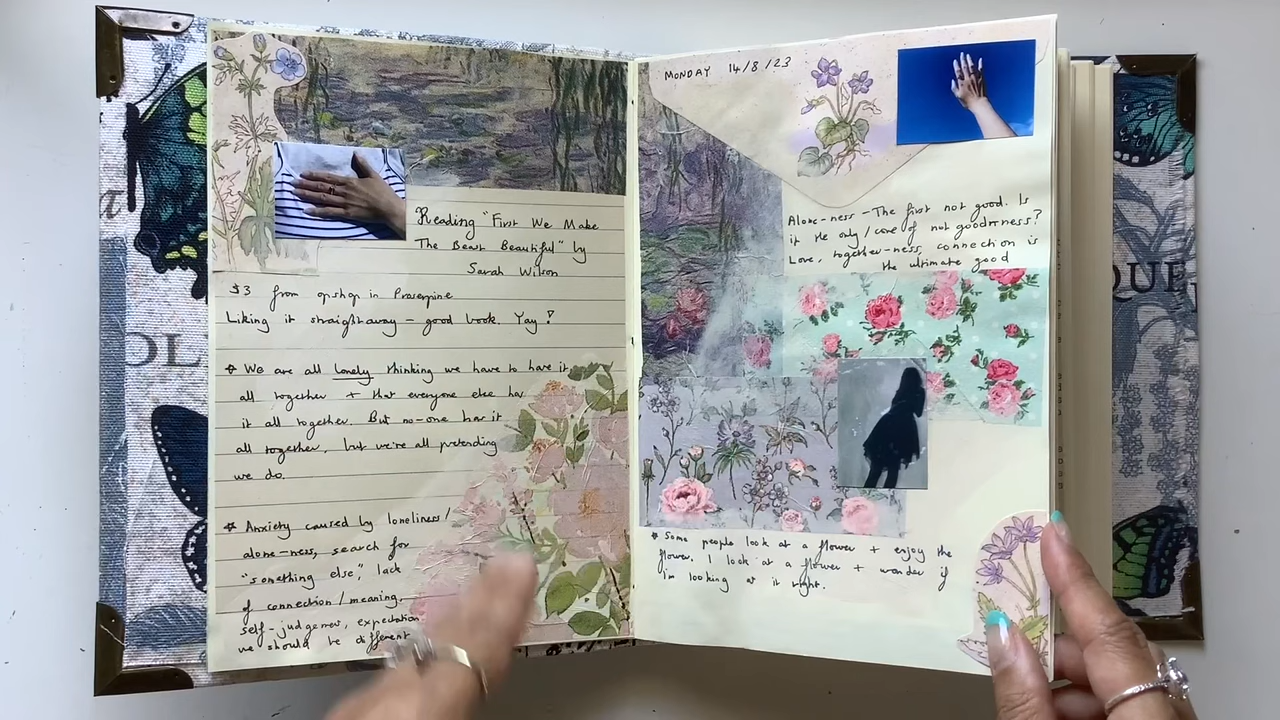 Reading "First We Make
The Beast Beautiful" by
Sarah Wilson
$3 from op shop in Proserpine
Liking it straightaway - good book. Yay!
We are all lonely thinking we have to have it
all together + that everyone else has
it all together. But no-one has it
all together, but we're all pretending
we do.
Anxiety caused by loneliness/
alone-ness, search for
"something else," lack
of connection/meaning,
self-judgement, expectation
we should be different
MONDAY 14/8/23
Alone-ness - The first not good. Is
it the only/core of not goodness?
Love, together-ness, connection is
the ultimate good
Some people look at a flower + enjoy the
flower. I look at a flower + wonder if
I'm looking at it right.
QUE